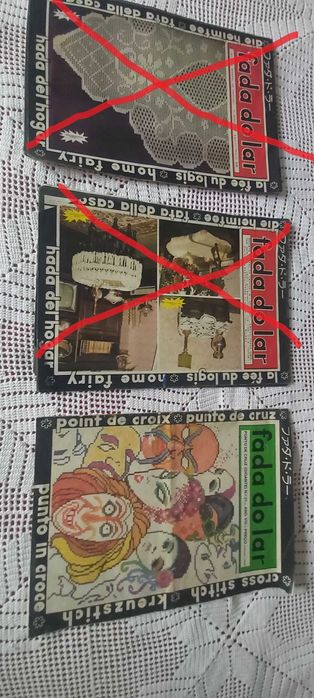 ファダ・ドラー
die heimfee * fata della casa
fada do lar
hada del hogar
la fée du logis * home fairy
ファダ・ドラー
die heimfee * fata della casa
fada do lar
hada del hogar
la fée du logis * home fairy
ファダ・ドラー
point de croix * punto de cruz
fada do lar
punto in croce
cross stitch * kreuzstich